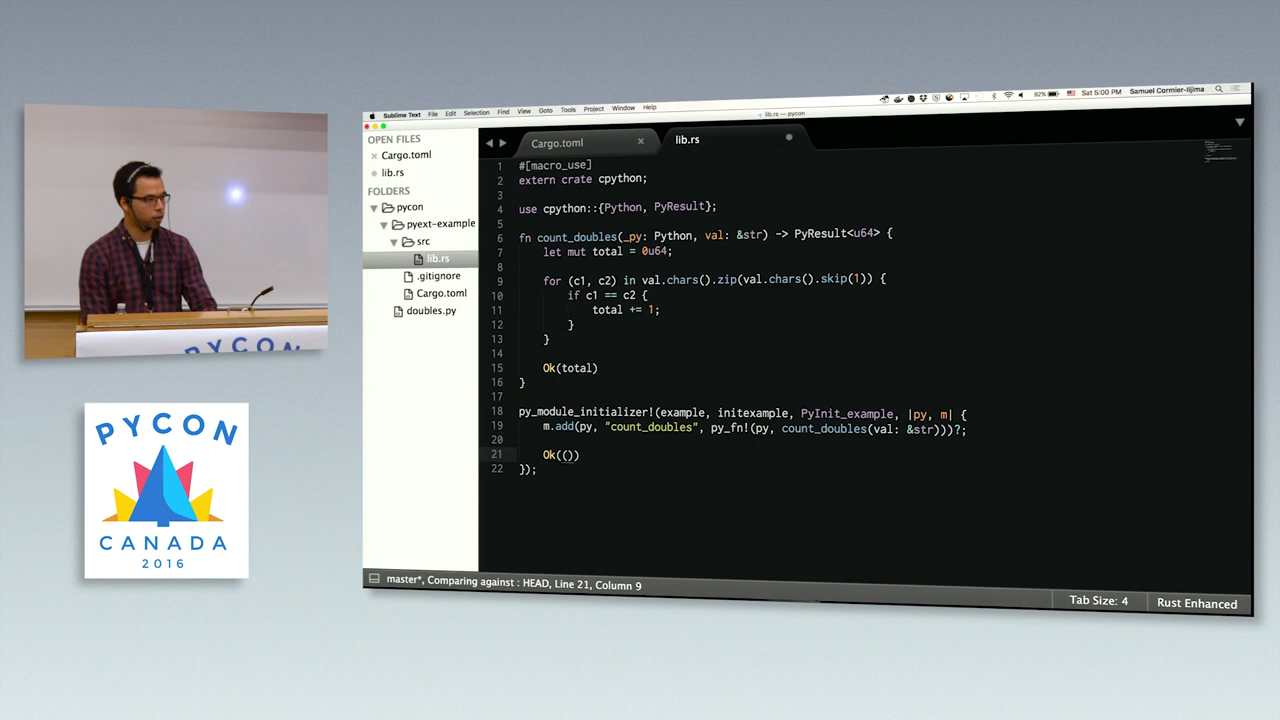 Sublime Text File Edit Selection Find View Goto Tools Project Window Help
92% Sat 5:00 PM Samuel Cormier-Iijima
lib.rs — pycon
OPEN FILES
Cargo.toml
lib.rs
FOLDERS
pycon
pyext-example
src
lib.rs
.gitignore
Cargo.toml
doubles.py
Cargo.toml
lib.rs
1 #[macro_use]
2 extern crate cpython;
3
4 use cpython::{Python, PyResult};
5
6 fn count_doubles(_py: Python, val: &str) -> PyResult<u64> {
7 let mut total = 0u64;
8
9 for (c1, c2) in val.chars().zip(val.chars().skip(1)) {
10 if c1 == c2 {
11 total += 1;
12 }
13 }
14
15 Ok(total)
16 }
17
18 py_module_initializer!(example, initexample, PyInit_example, |py, m| {
19 m.add(py, "count_doubles", py_fn!(py, count_doubles(val: &str)))?;
20
21 Ok(())
22 });
master*, Comparing against : HEAD, Line 21, Column 9
Tab Size: 4 Rust Enhanced
PYCON
PYCON
CANADA
2016